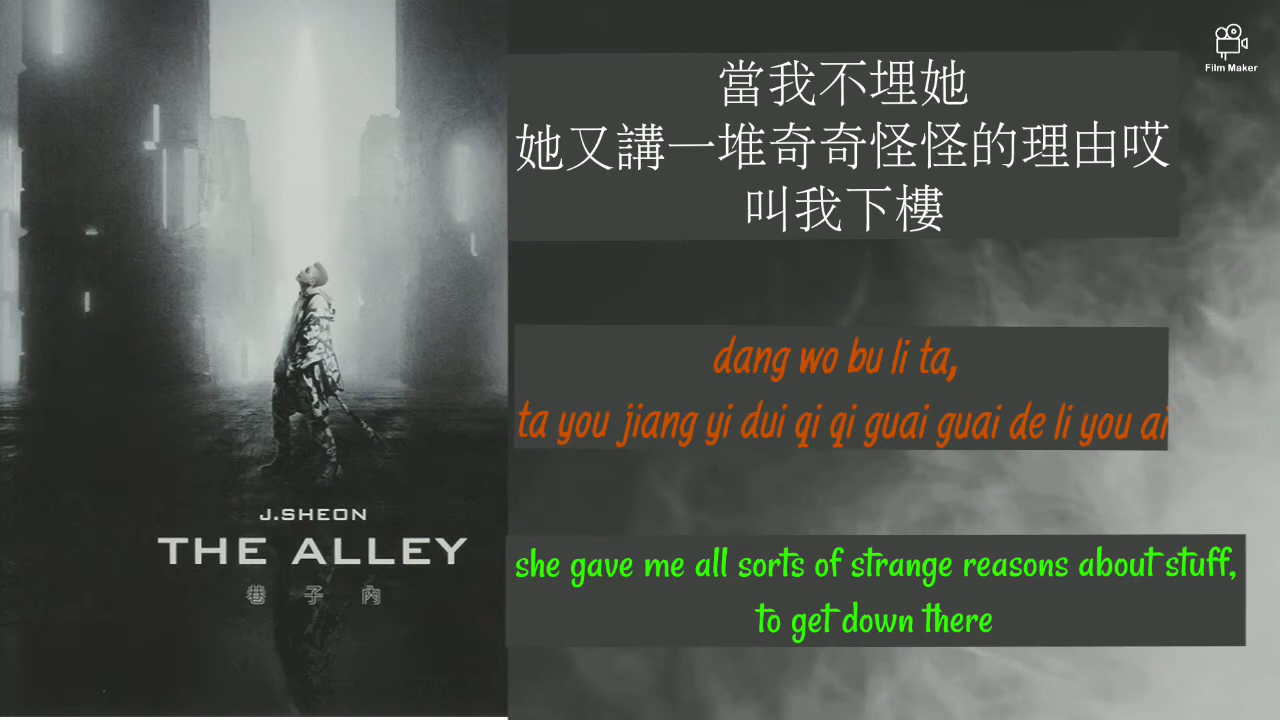 Film Maker
當我不埋她
她又講一堆奇奇怪怪的理由哎
叫我下樓
dang wo bu li ta,
ta you jiang yi dui qi qi guai guai de li you ai
she gave me all sorts of strange reasons about stuff,
to get down there
J.SHEON
THE ALLEY
巷子內